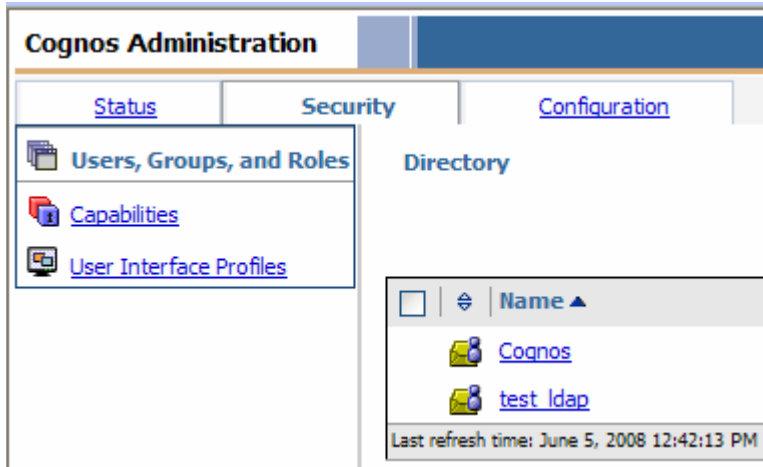 Cognos Administration
Status Security Configuration
Users, Groups, and Roles
Capabilities
User Interface Profiles
Directory
Name
Cognos
test_ldap
Last refresh time: June 5, 2008 12:42:13 PM